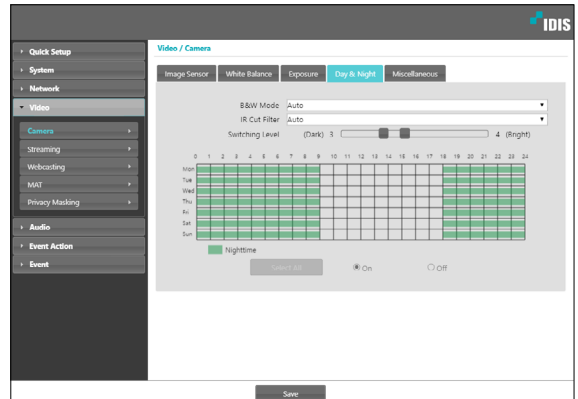 IDIS
Quick Setup
System
Network
Video
Camera
Streaming
Webcasting
MAT
Privacy Masking
Audio
Event Action
Event
Video / Camera
Image Sensor White Balance Exposure Day & Night Miscellaneous
B&W Mode Auto
IR Cut Filter Auto
Switching Level (Dark) 3 4 (Bright)
0 1 2 3 4 5 6 7 8 9 10 11 12 13 14 15 16 17 18 19 20 21 22 23 24
Mon
Tue
Wed
Thu
Fri
Sat
Sun
Nighttime
Select All On Off
Save